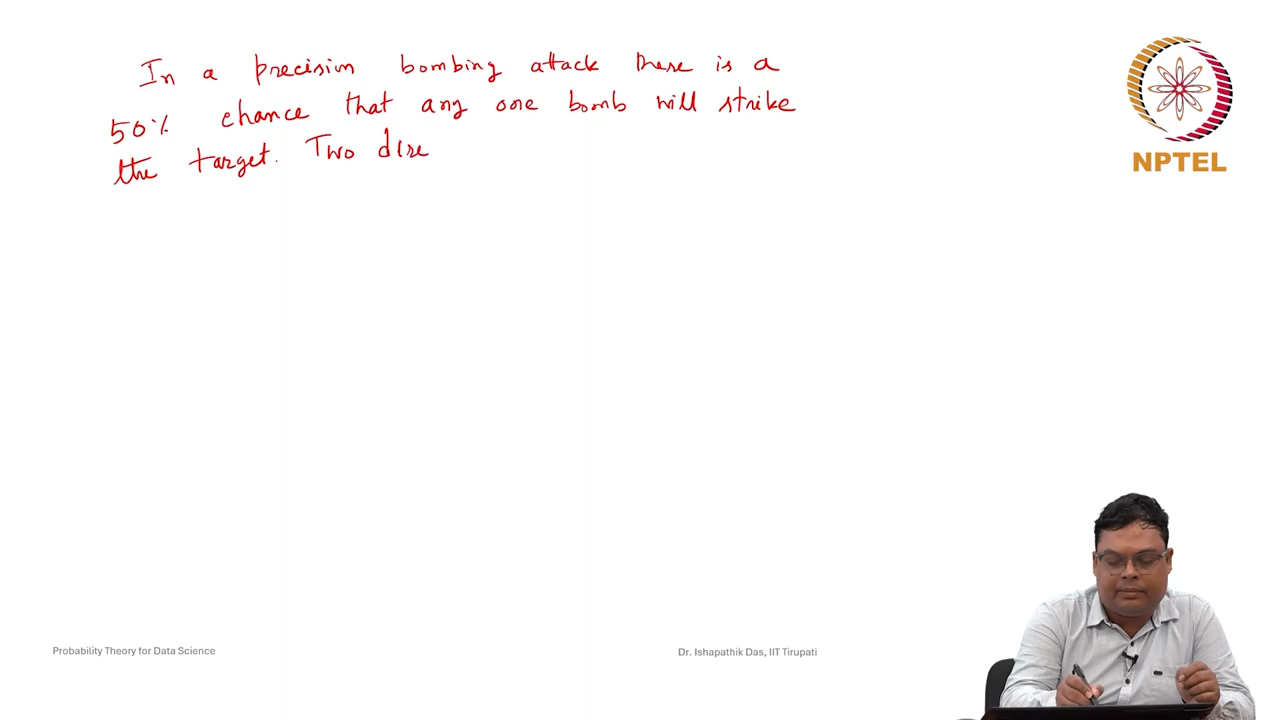 In a precision bombing attack there is a
50% chance that any one bomb will strike
the target. Two dire
NPTEL
Probability Theory for Data Science
Dr. Ishapathik Das, IIT Tirupati